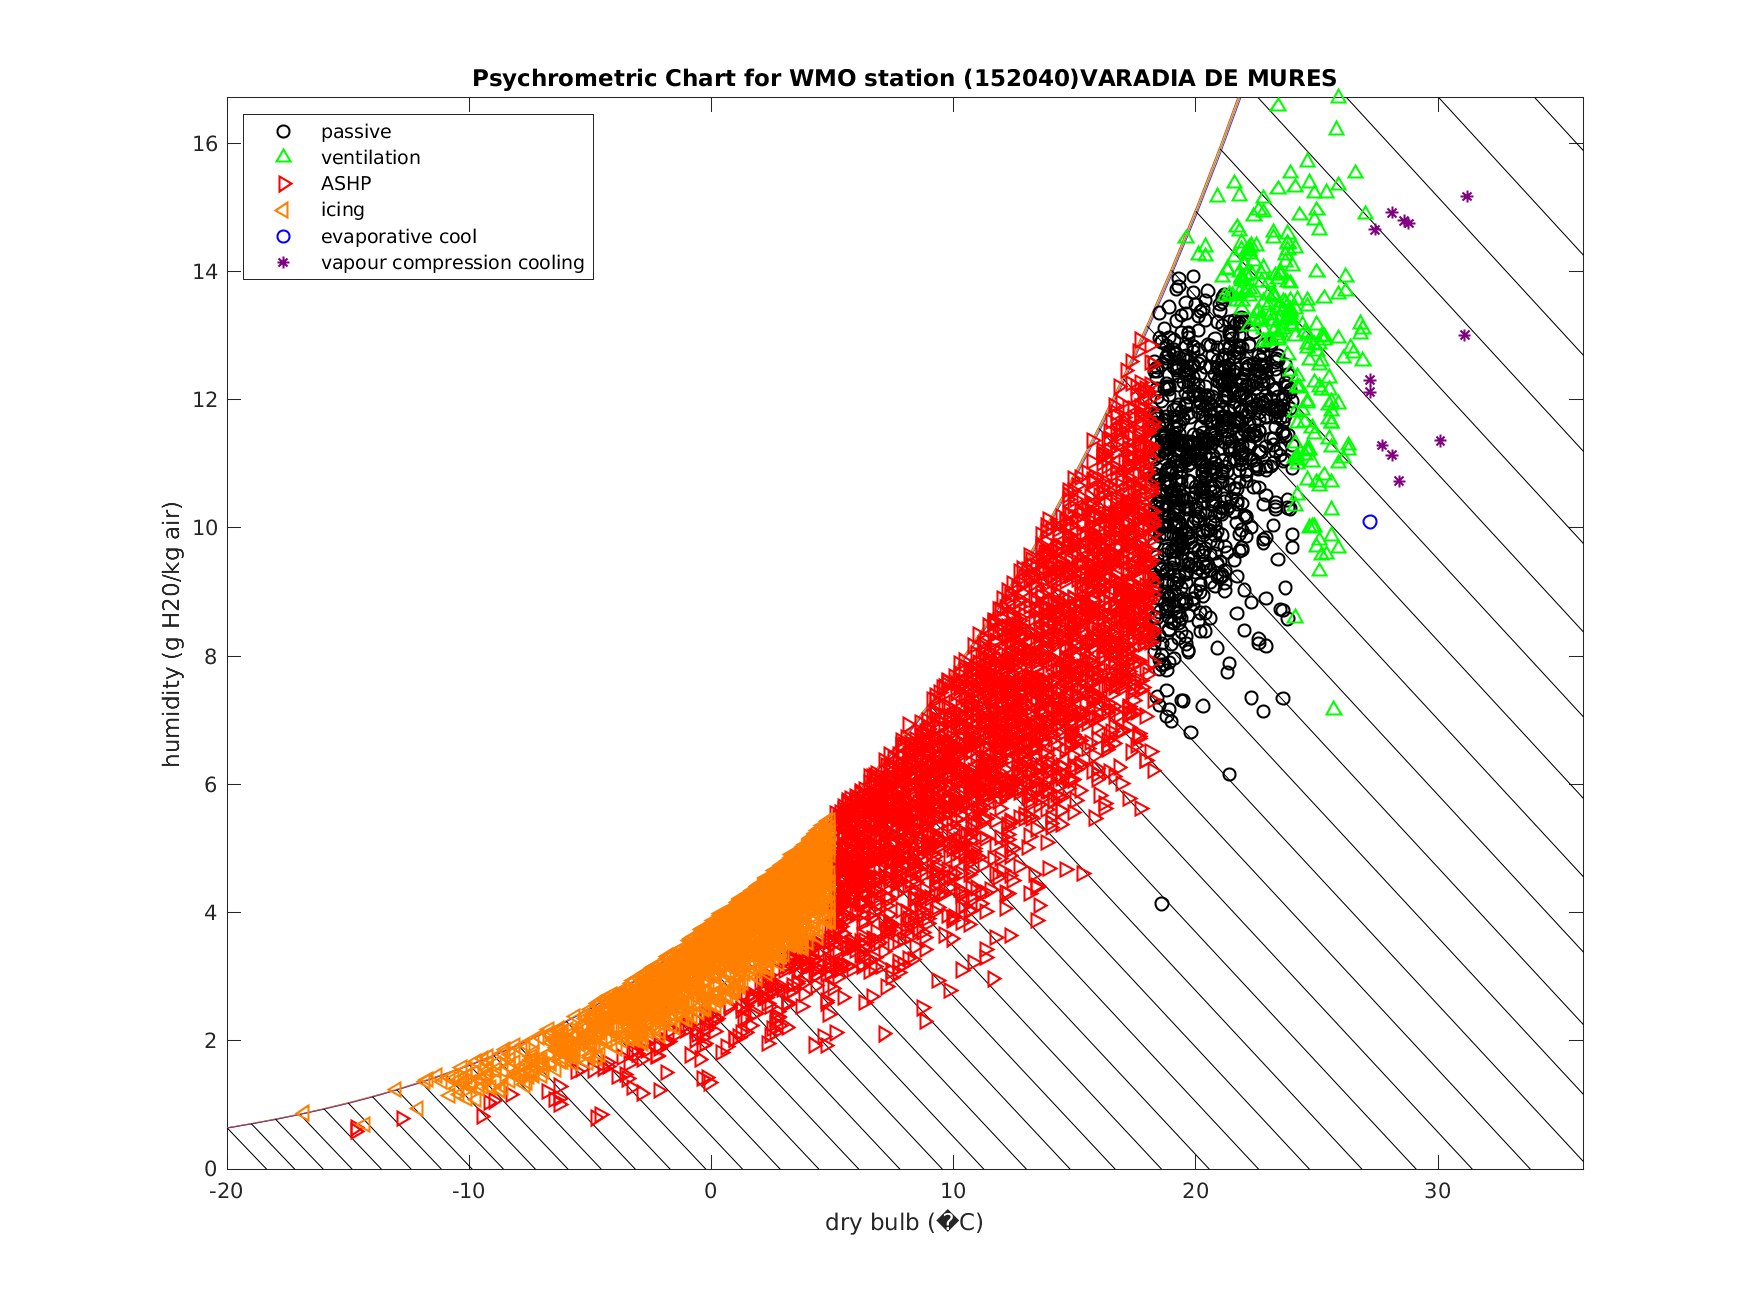 Psychrometric Chart for WMO station (152040)VARADIA DE MURES
passive
ventilation
ASHP
icing
evaporative cool
vapour compression cooling
humidity (g H20/kg air)
16
14
12
10
8
6
4
2
0
-20
-10
0
10
20
30
dry bulb (�C)